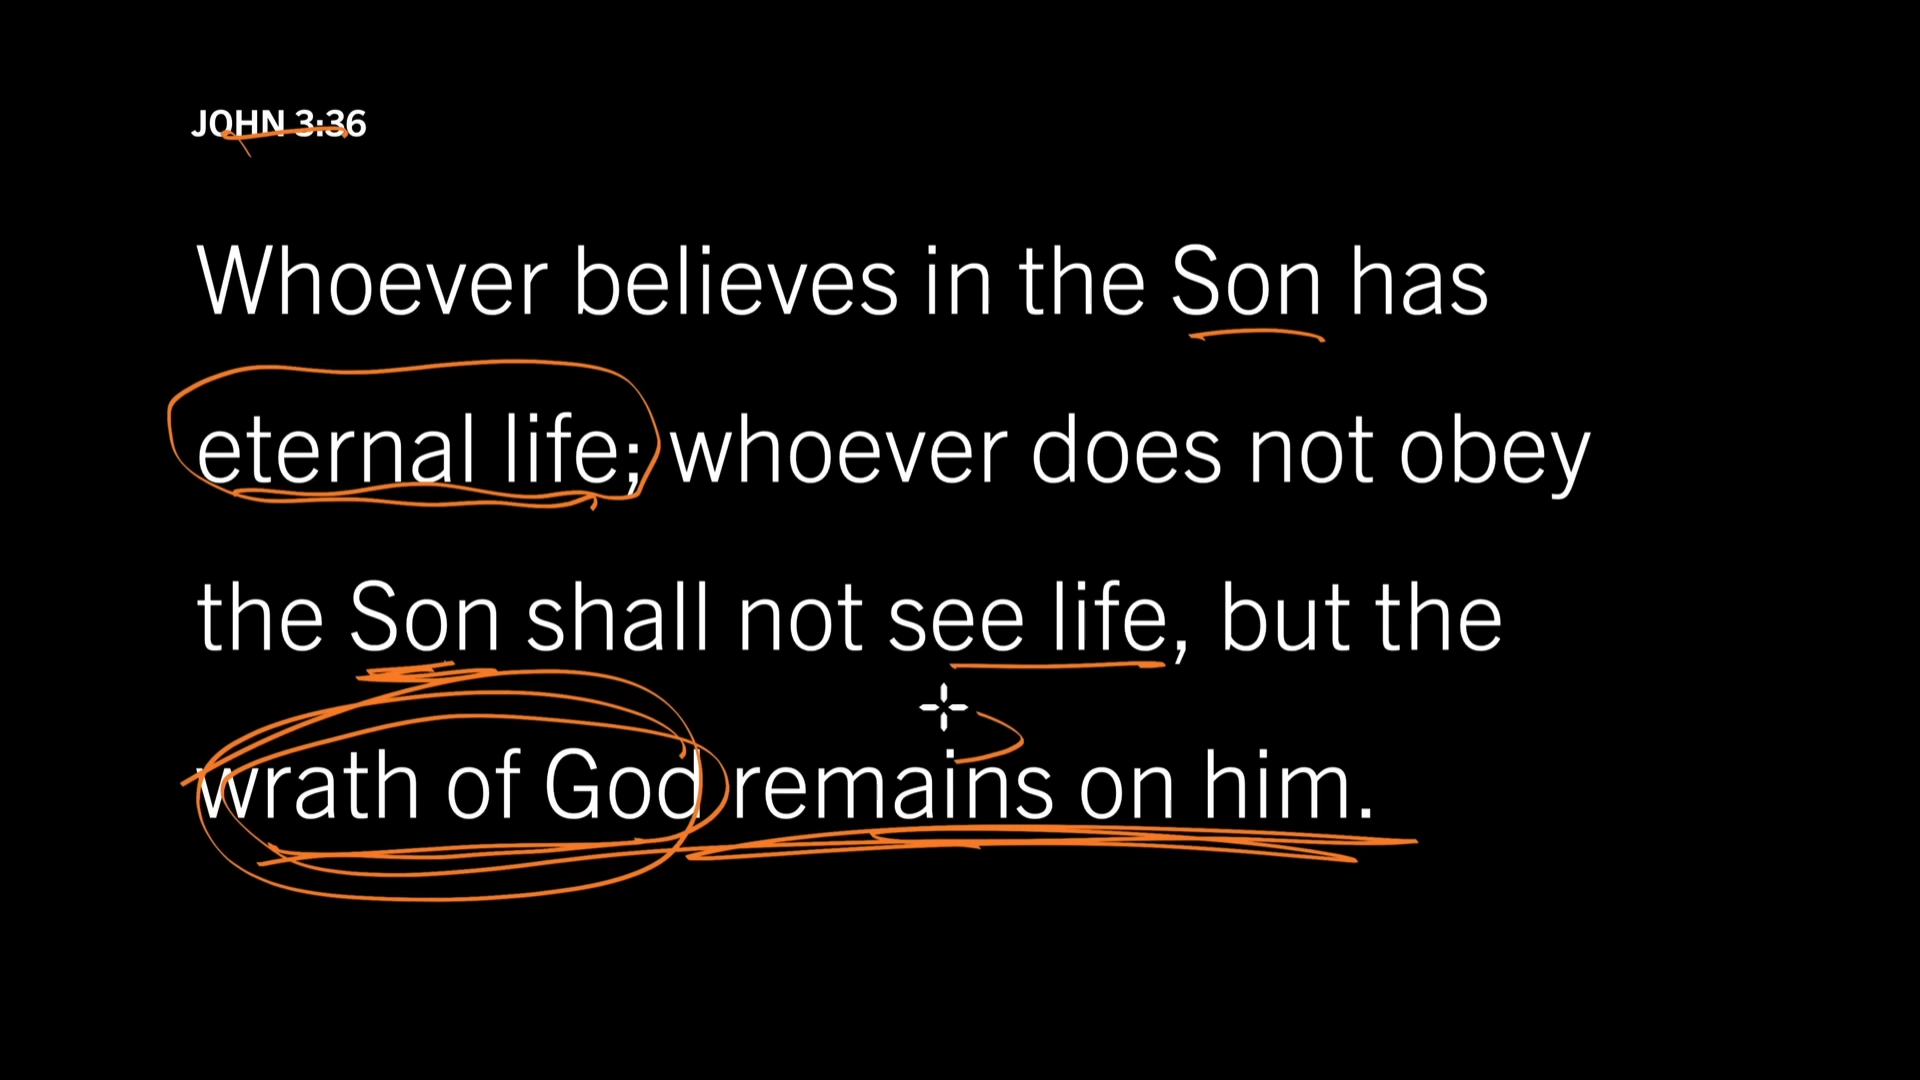 JOHN 3:36
Whoever believes in the Son has
eternal life; whoever does not obey
the Son shall not see life, but the
wrath of God remains on him.